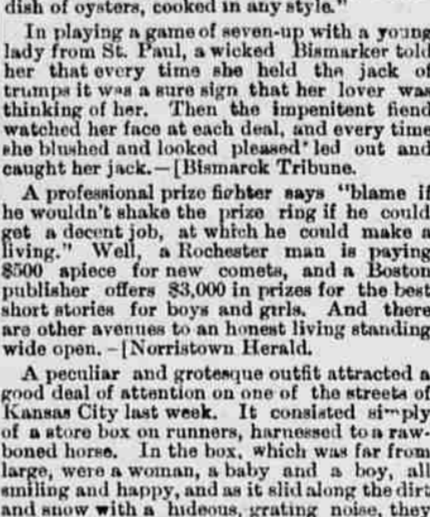 dish of oysters, cooked in any style."
In playing a game of seven-up with a young
lady from St. Paul, a wicked Bismarker told
her that every time she held the jack of
trumps it was a sure sign that her lover was
thinking of her. Then the impenitent fiend
watched her face at each deal, and every time
she blushed and looked pleased led out and
caught her jack.—[Bismarck Tribune.
A professional prize fighter says "blame if
he wouldn't shake the prize ring if he could
get a decent job, at which he could make a
living." Well, a Rochester man is paying
$500 apiece for new comets, and a Boston
publisher offers $3,000 in prizes for the best
short stories for boys and girls. And there
are other avenues to an honest living standing
wide open.—[Norristown Herald.
A peculiar and grotesque outfit attracted a
good deal of attention on one of the streets of
Kansas City last week. It consisted simply
of a store box on runners, harnessed to a raw-
boned horse. In the box, which was far from
large, were a woman, a baby and a boy, all
smiling and happy, and as it slid along the dirt
and snow with a hideous, grating noise, they